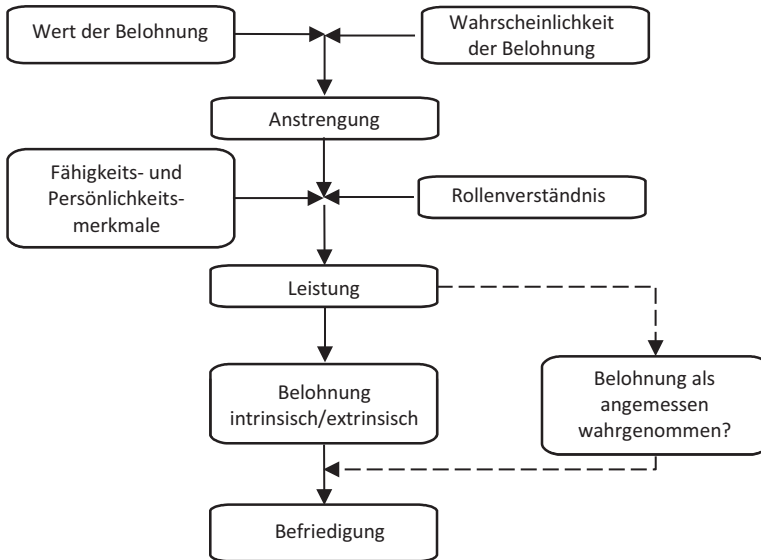 Wert der Belohnung
Wahrscheinlichkeit
der Belohnung
Anstrengung
Fähigkeits- und
Persönlichkeits-
merkmale
Rollenverständnis
Leistung
Belohnung
intrinsisch/extrinsisch
Belohnung als
angemessen
wahrgenommen?
Befriedigung